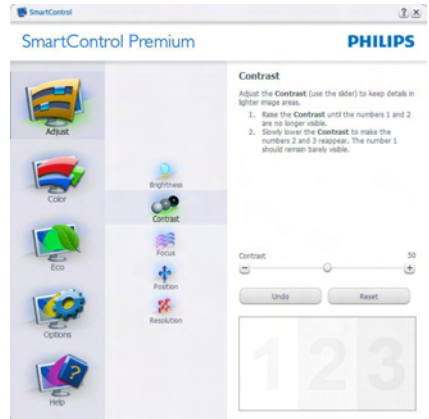 SmartControl
SmartControl Premium
PHILIPS
Adjust
Color
Eco
Options
Help
Brightness
Contrast
Focus
Position
Resolution
Contrast
Adjust the Contrast (use the slider) to keep details in
lighter image areas.
1. Raise the Contrast until the numbers 1 and 2
are no longer visible.
2. Slowly lower the Contrast to make the
numbers 2 and 3 reappear. The number 1
should remain barely visible.
Contrast 50
Undo Reset
1 2 3